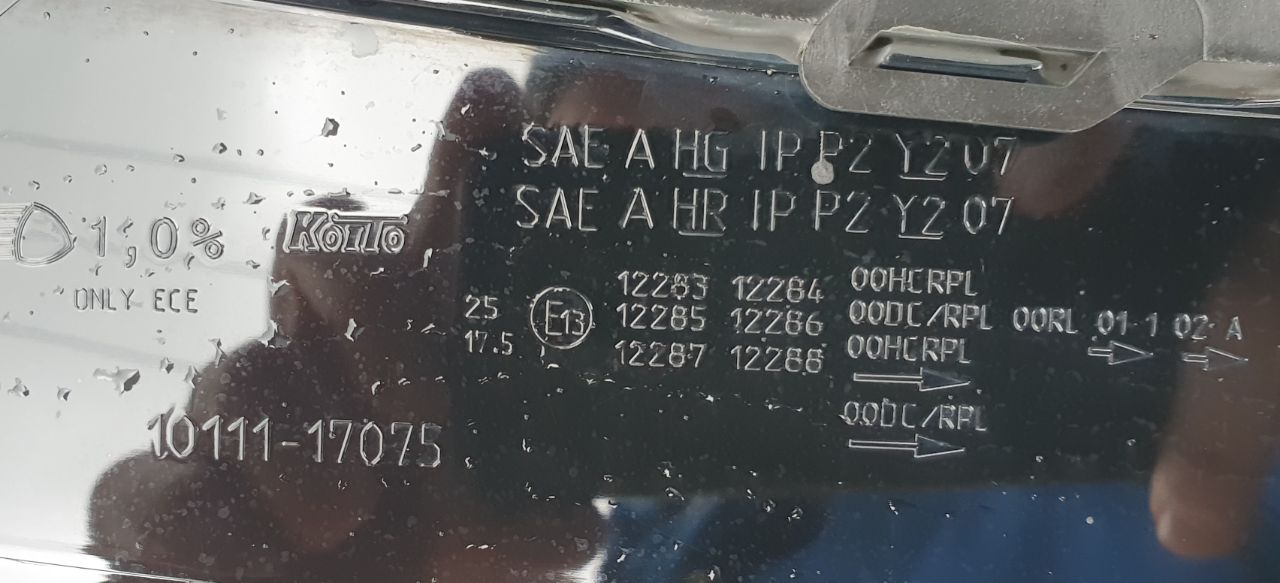 SAE A HG IP P2 Y2 07
SAE A HR IP P2 Y2 07
1,0% KOITO
ONLY ECE
25
17.5
E13
12283 12284 00HCRPL
12285 12286 00DC/RPL 00RL 01 1 02 A
12287 12288 00HCRPL
00DC/RPL
10111-17075